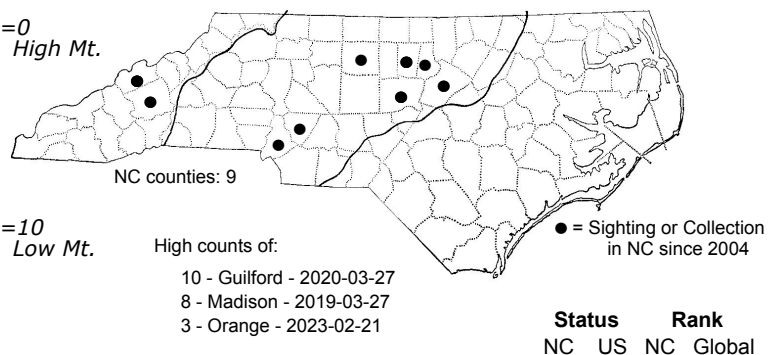 =0
High Mt.
NC counties: 9
=10
Low Mt.
High counts of:
10 - Guilford - 2020-03-27
8 - Madison - 2019-03-27
3 - Orange - 2023-02-21
● = Sighting or Collection
in NC since 2004
Status Rank
NC US NC Global